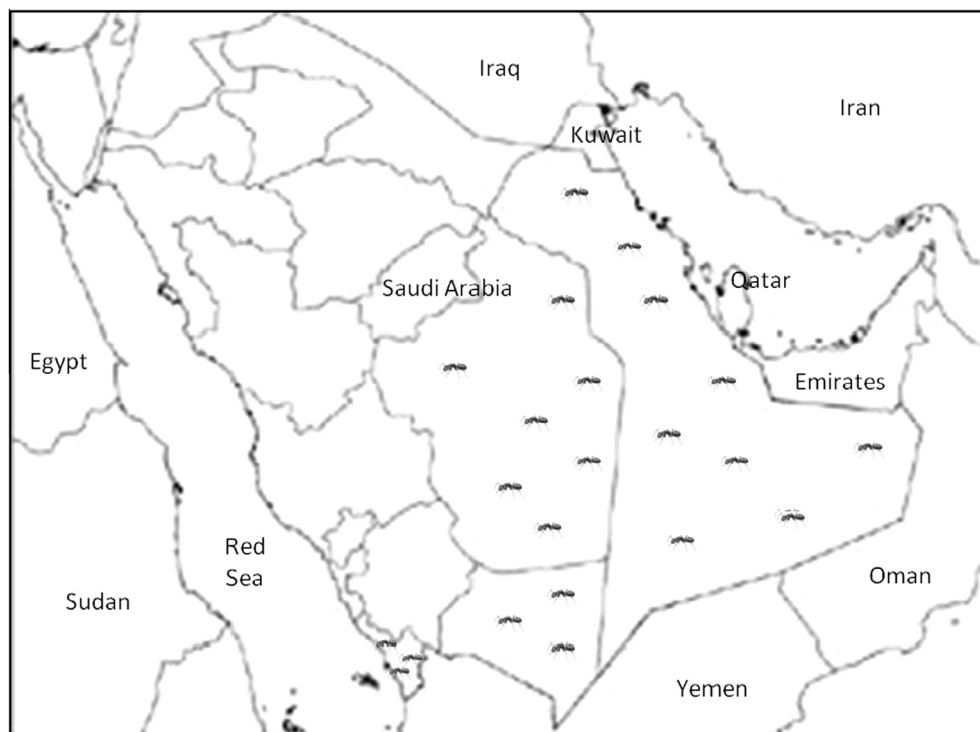 Iraq
Iran
Kuwait
Qatar
Saudi Arabia
Egypt
Emirates
Red
Sea
Oman
Sudan
Yemen